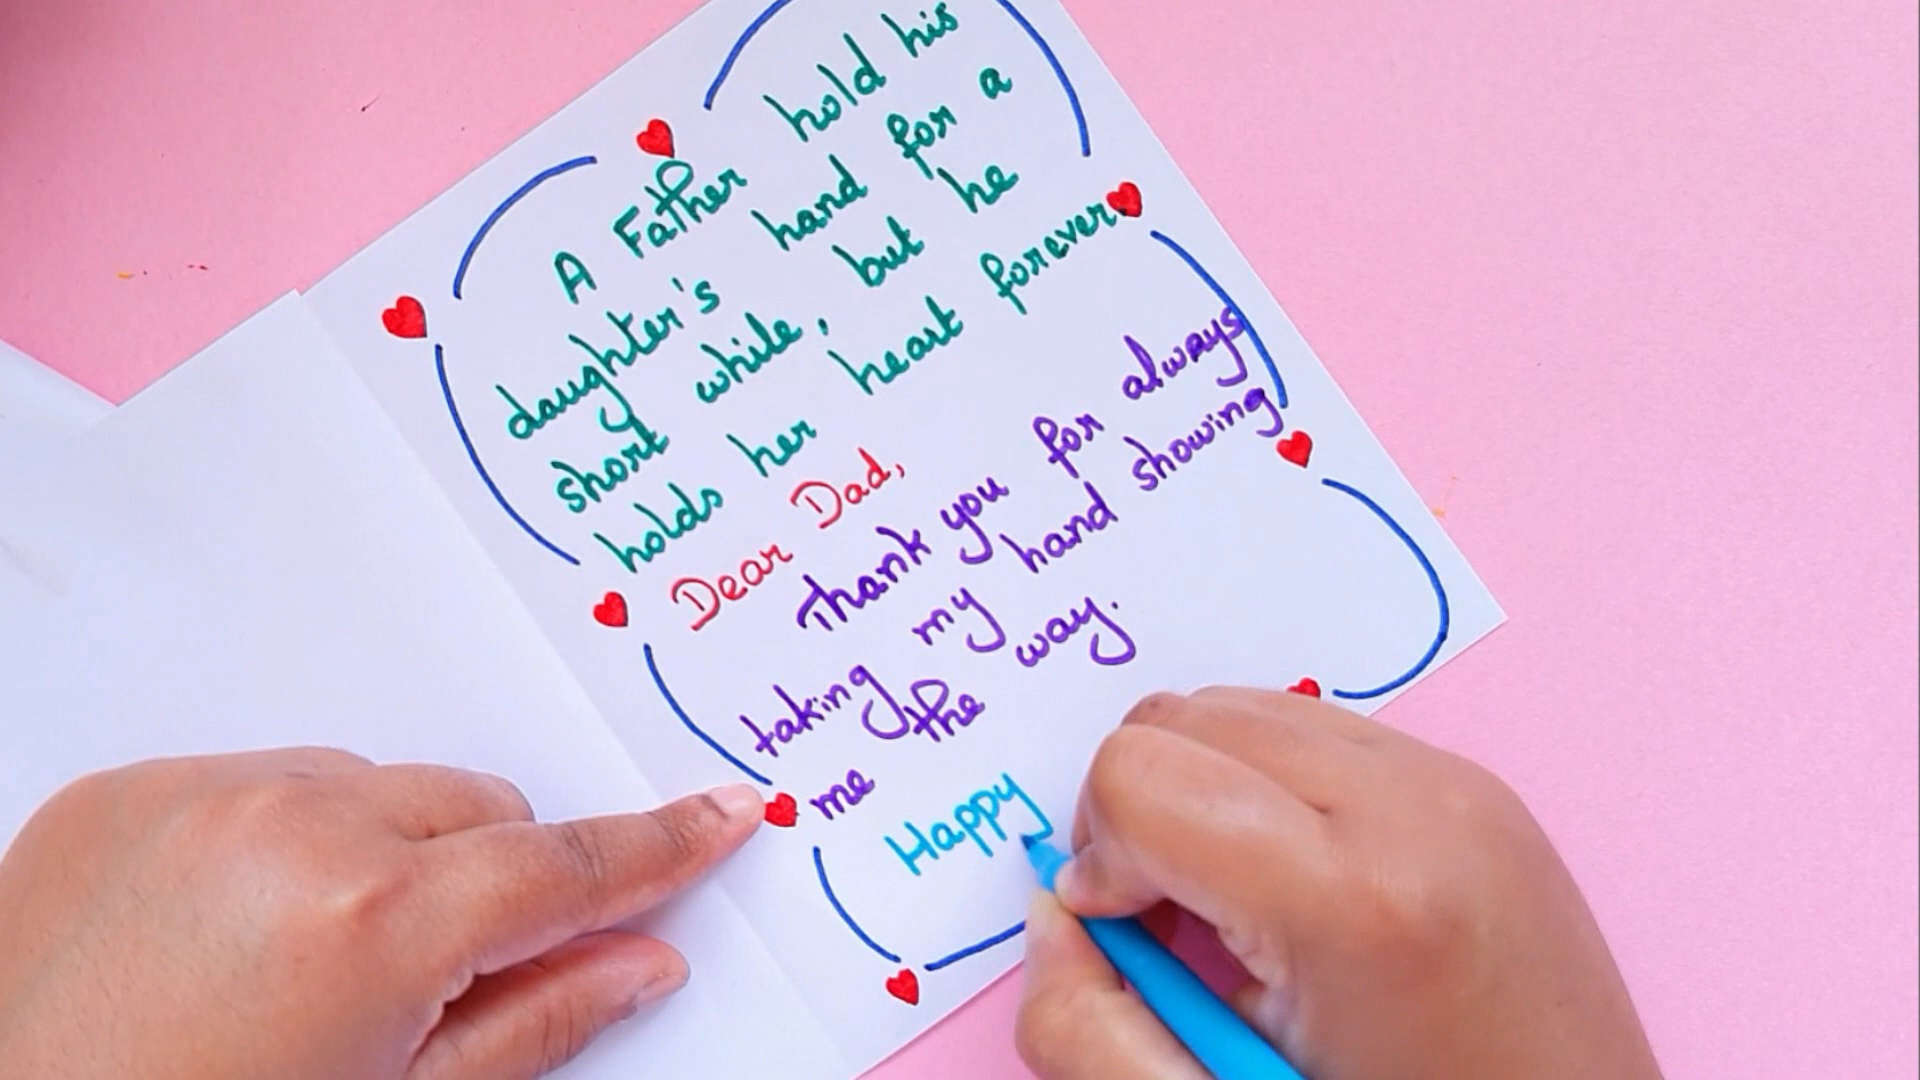 A Father hold his
daughter's hand for a
short while, but he
holds her heart forever
Dear Dad,
Thank you for always
taking my hand showing
me the way.
Happy